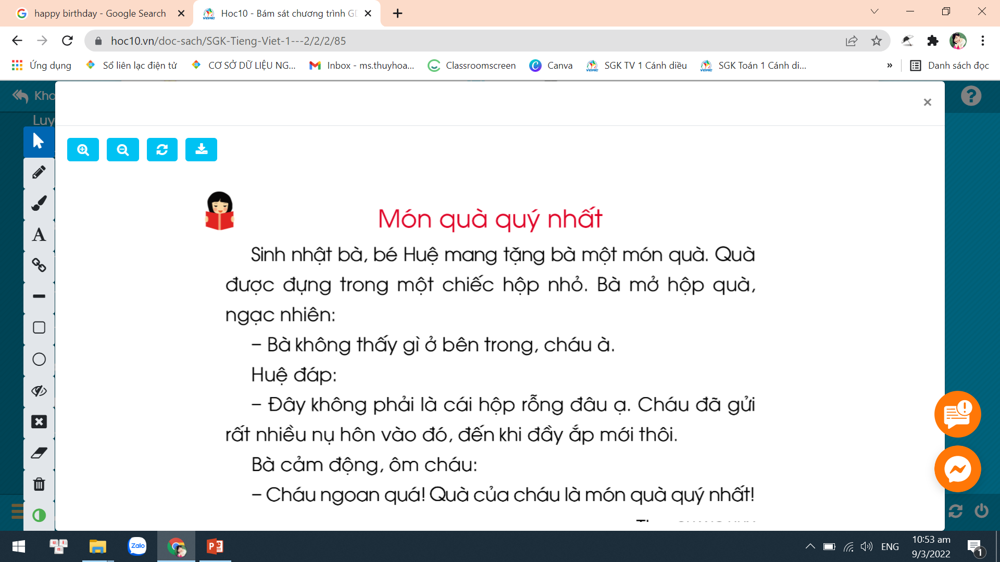 happy birthday - Google Search
Hoc10 - Bám sát chương trình GD
hoc10.vn/doc-sach/SGK-Tieng-Viet-1---2/2/2/85
Ứng dụng
Sổ liên lạc điện tử
CƠ SỞ DỮ LIỆU NG...
Inbox - ms.thuyhoa...
Classroomscreen
Canva
SGK TV 1 Cánh diều
SGK Toán 1 Cánh di...
»
Danh sách đọc
Kho
Luy
Món quà quý nhất
Sinh nhật bà, bé Huệ mang tặng bà một món quà. Quà
được đựng trong một chiếc hộp nhỏ. Bà mở hộp quà,
ngạc nhiên:
– Bà không thấy gì ở bên trong, cháu à.
Huệ đáp:
– Đây không phải là cái hộp rỗng đâu ạ. Cháu đã gửi
rất nhiều nụ hôn vào đó, đến khi đầy ắp mới thôi.
Bà cảm động, ôm cháu:
– Cháu ngoan quá! Quà của cháu là món quà quý nhất!
Zalo
ENG
10:53 am
9/3/2022
1